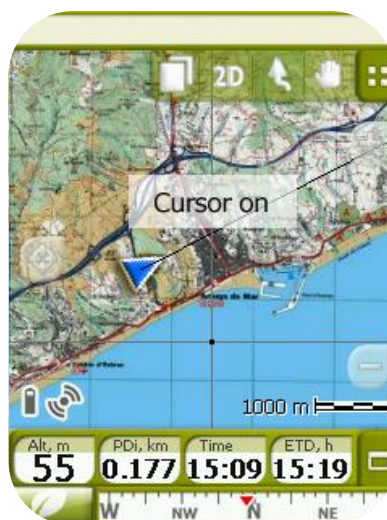 2D
Cursor on
1000 m
Alt, m
55
PDi, km
0.177
Time
15:09
ETD, h
15:19
W NW N NE